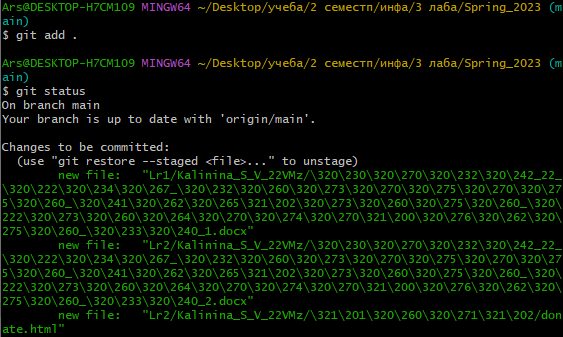 Ars@DESKTOP-H7CM109 MINGW64 ~/Desktop/учеба/2 семестп/инфа/3 лаба/Spring_2023 (m
ain)
$ git add .

Ars@DESKTOP-H7CM109 MINGW64 ~/Desktop/учеба/2 семестп/инфа/3 лаба/Spring_2023 (m
ain)
$ git status
On branch main
Your branch is up to date with 'origin/main'.

Changes to be committed:
  (use "git restore --staged <file>..." to unstage)
        new file:   "Lr1/Kalinina_S_V_22VMz/\320\230\320\270\320\232\320\242_22_
\320\222\320\234\320\267_\320\232\320\260\320\273\320\270\320\275\320\270\320\27
5\320\260_\320\241\320\262\320\265\321\202\320\273\320\260\320\275\320\260_\320\
222\320\273\320\260\320\264\320\270\320\274\320\270\321\200\320\276\320\262\320\
275\320\260_\320\233\320\240_1.docx"
        new file:   "Lr2/Kalinina_S_V_22VMz/\320\230\320\270\320\232\320\242_22_
\320\222\320\234\320\267_\320\232\320\260\320\273\320\270\320\275\320\270\320\27
5\320\260_\320\241\320\262\320\265\321\202\320\273\320\260\320\275\320\260_\320\
222\320\273\320\260\320\264\320\270\320\274\320\270\321\200\320\276\320\262\320\
275\320\260_\320\233\320\240_2.docx"
        new file:   "Lr2/Kalinina_S_V_22VMz/\321\201\320\260\320\271\321\202/don
ate.html"